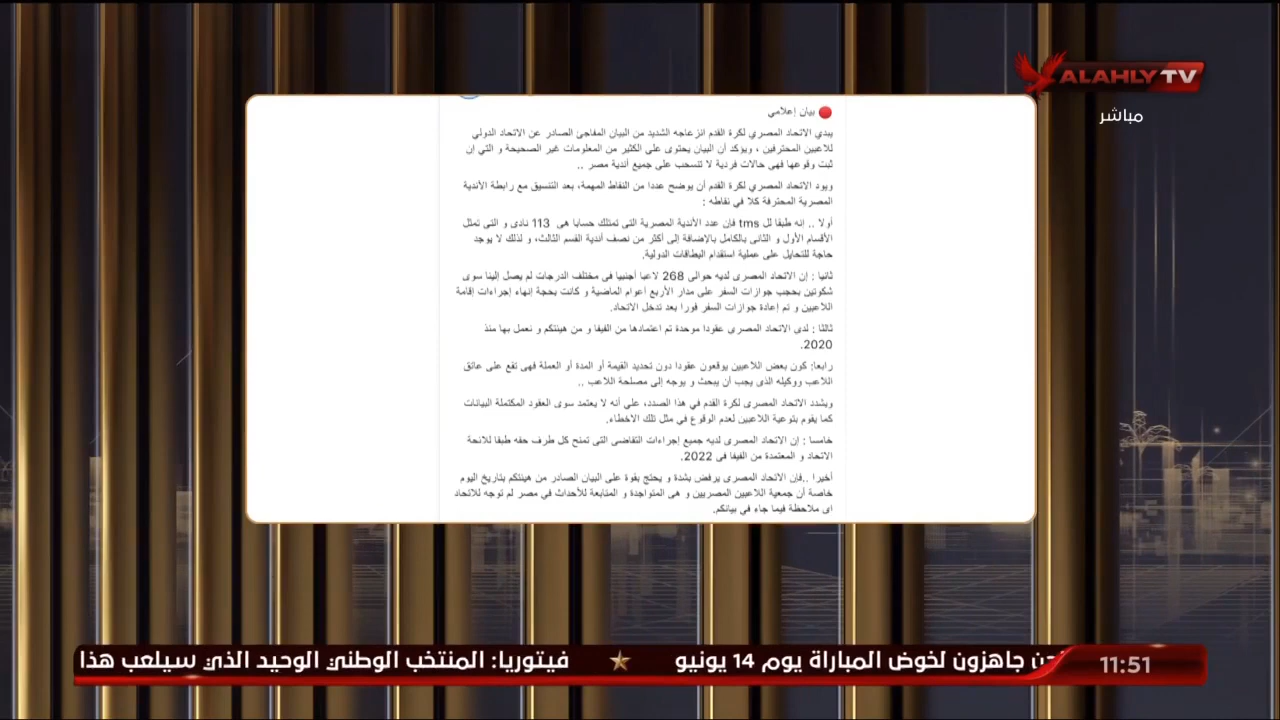 ALAHLY TV
مباشر
بيان إعلامي
يبدي الاتحاد المصري لكرة القدم انزعاجه الشديد من البيان المفاجئ الصادر عن الاتحاد الدولي
للاعبين المحترفين ، ويؤكد أن البيان يحتوى على الكثير من المعلومات غير الصحيحة و التي إن
ثبت وقوعها فهى حالات فردية لا تنسحب على جميع أندية مصر ..
ويود الاتحاد المصري لكرة القدم أن يوضح عددا من النقاط المهمة، بعد التنسيق مع رابطة الأندية
المصرية المحترفة كلا في نقاطه :
أولا .. إنه طبقا لل tms فإن عدد الأندية المصرية التى تمتلك حسابا هى 113 نادى و التى تمثل
الأقسام الأول و الثانى بالكامل بالإضافة إلى أكثر من نصف أندية القسم الثالث، و لذلك لا يوجد
حاجة للتحايل على عملية استقدام البطاقات الدولية.
ثانيا : إن الاتحاد المصرى لديه حوالى 268 لاعبا أجنبيا فى مختلف الدرجات لم يصل إلينا سوى
شكوتين بحجب جوازات السفر على مدار الأربع أعوام الماضية و كانت بحجة إنهاء إجراءات إقامة
اللاعبين و تم إعادة جوازات السفر فورا بعد تدخل الاتحاد.
ثالثا : لدى الاتحاد المصري عقودا موحدة تم اعتمادها من الفيفا و من هيئتكم و نعمل بها منذ
2020.
رابعا: كون بعض اللاعبين يوقعون عقودا دون تحديد القيمة أو المدة أو العملة فهى تقع على عاتق
اللاعب ووكيله الذى يجب أن يبحث و يوجه إلى مصلحة اللاعب ..
ويشدد الاتحاد المصرى لكرة القدم في هذا الصدد، على أنه لا يعتمد سوى العقود المكتملة البيانات
كما يقوم بتوعية اللاعبين لعدم الوقوع في مثل تلك الاخطاء.
خامسا : إن الاتحاد المصرى لديه جميع إجراءات التقاضى التى تمنح كل طرف حقه طبقا للائحة
الاتحاد و المعتمدة من الفيفا فى 2022.
أخيرا ..فإن الاتحاد المصرى يرفض بشدة و يحتج بقوة على البيان الصادر من هيئتكم بتاريخ اليوم
خاصة أن جمعية اللاعبين المصريين و هى المتواجدة و المتابعة للأحداث في مصر لم توجه للاتحاد
اى ملاحظة فيما جاء في بيانكم.
11:51
نحن جاهزون لخوض المباراة يوم 14 يونيو
فيتوريا: المنتخب الوطني الوحيد الذي سيلعب هذا